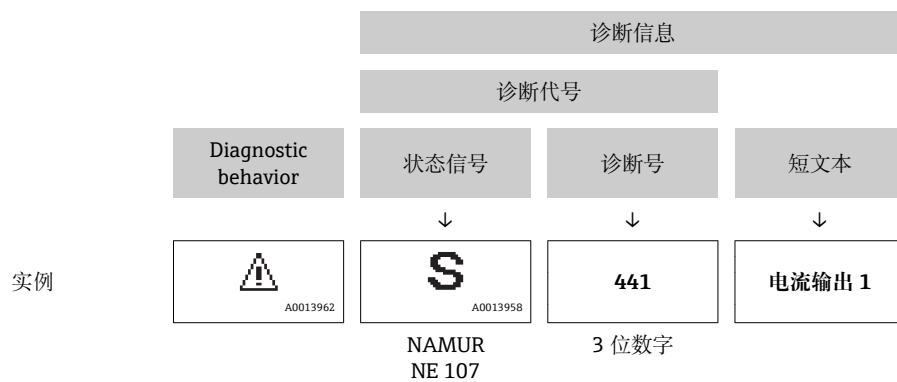 诊断信息
诊断代号
Diagnostic
behavior
状态信号
诊断号
短文本
↓ ↓ ↓
实例
A0013962
S
A0013958
441
电流输出 1
NAMUR
NE 107
3 位数字